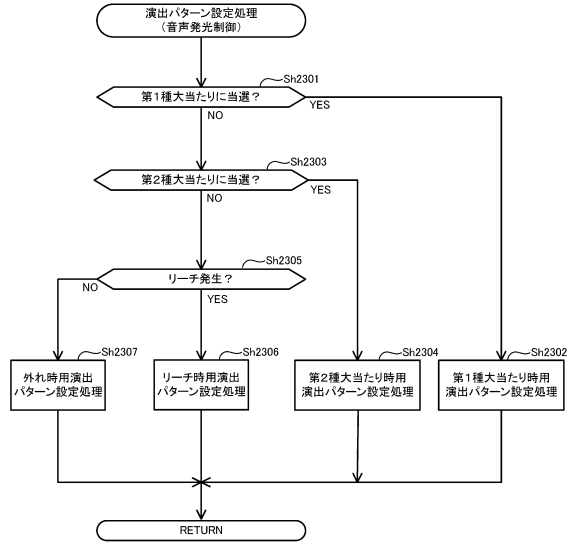 演出パターン設定処理
（音声発光制御）
Sh2301
第1種大当たりに当選？
YES
NO
Sh2303
第2種大当たりに当選？
YES
NO
Sh2305
リーチ発生？
NO
YES
Sh2307
外れ時用演出
パターン設定処理
Sh2306
リーチ時用演出
パターン設定処理
Sh2304
第2種大当たり時用
演出パターン設定処理
Sh2302
第1種大当たり時用
演出パターン設定処理
RETURN